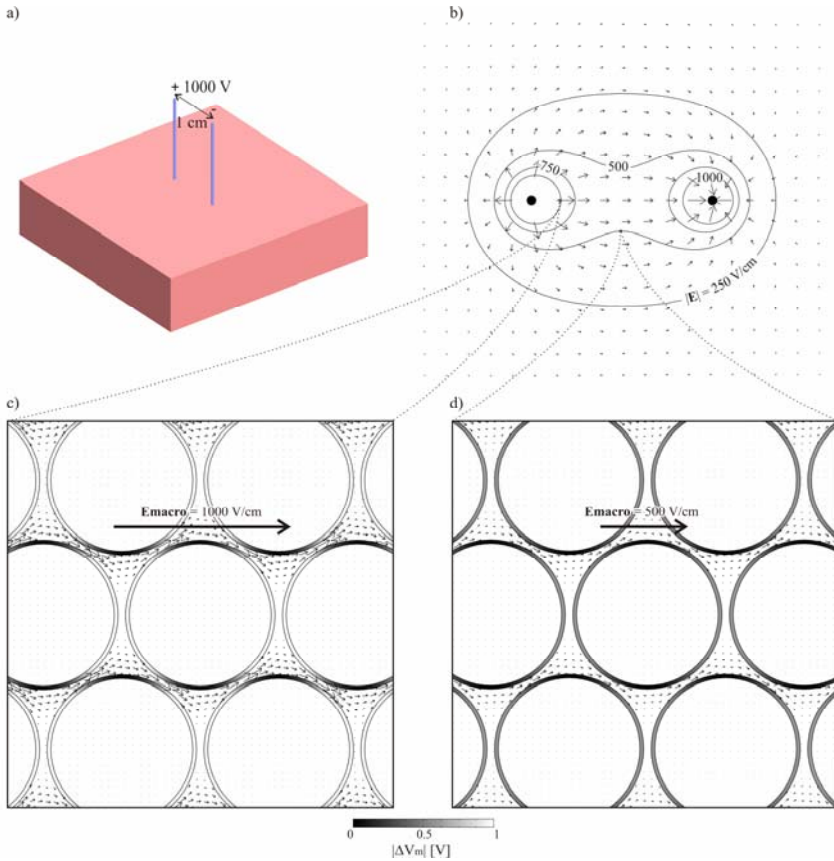 a)
+ 1000 V
-
1 cm
b)
750
500
1000
|E| = 250 V/cm
c)
Emacro = 1000 V/cm
d)
Emacro = 500 V/cm
0 0.5 1
|ΔVm| [V]